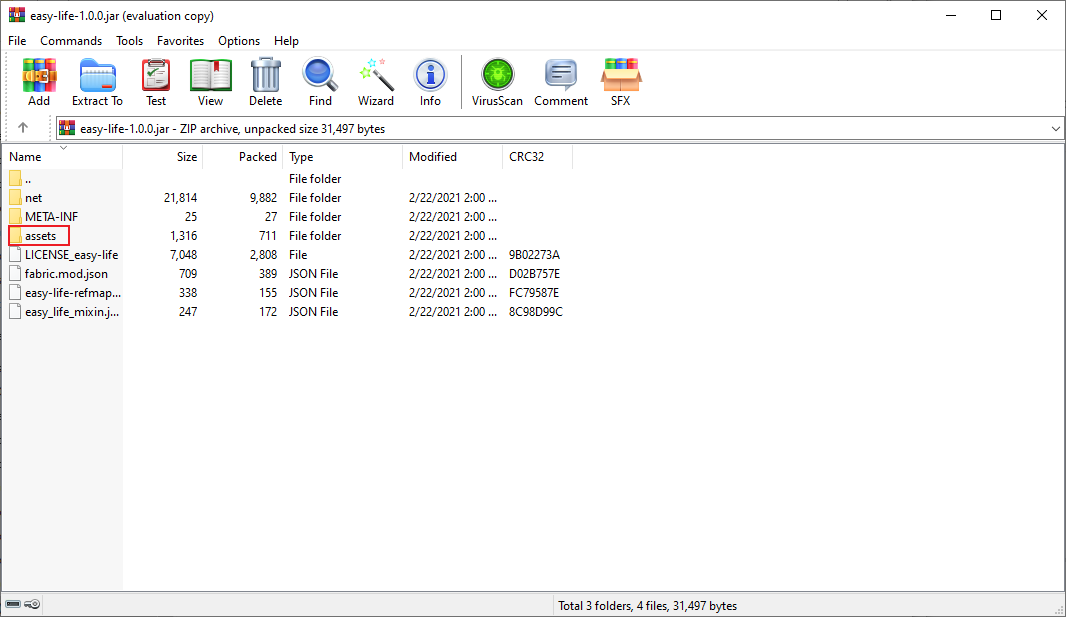 easy-life-1.0.0.jar (evaluation copy)
File Commands Tools Favorites Options Help
Add Extract To Test View Delete Find Wizard Info VirusScan Comment SFX
easy-life-1.0.0.jar - ZIP archive, unpacked size 31,497 bytes
Name Size Packed Type Modified CRC32
.. File folder
net 21,814 9,882 File folder 2/22/2021 2:00 ...
META-INF 25 27 File folder 2/22/2021 2:00 ...
assets 1,316 711 File folder 2/22/2021 2:00 ...
LICENSE_easy-life 7,048 2,808 File 2/22/2021 2:00 ... 9B02273A
fabric.mod.json 709 389 JSON File 2/22/2021 2:00 ... D02B757E
easy-life-refmap... 338 155 JSON File 2/22/2021 2:00 ... FC79587E
easy_life_mixin.j... 247 172 JSON File 2/22/2021 2:00 ... 8C98D99C
Total 3 folders, 4 files, 31,497 bytes